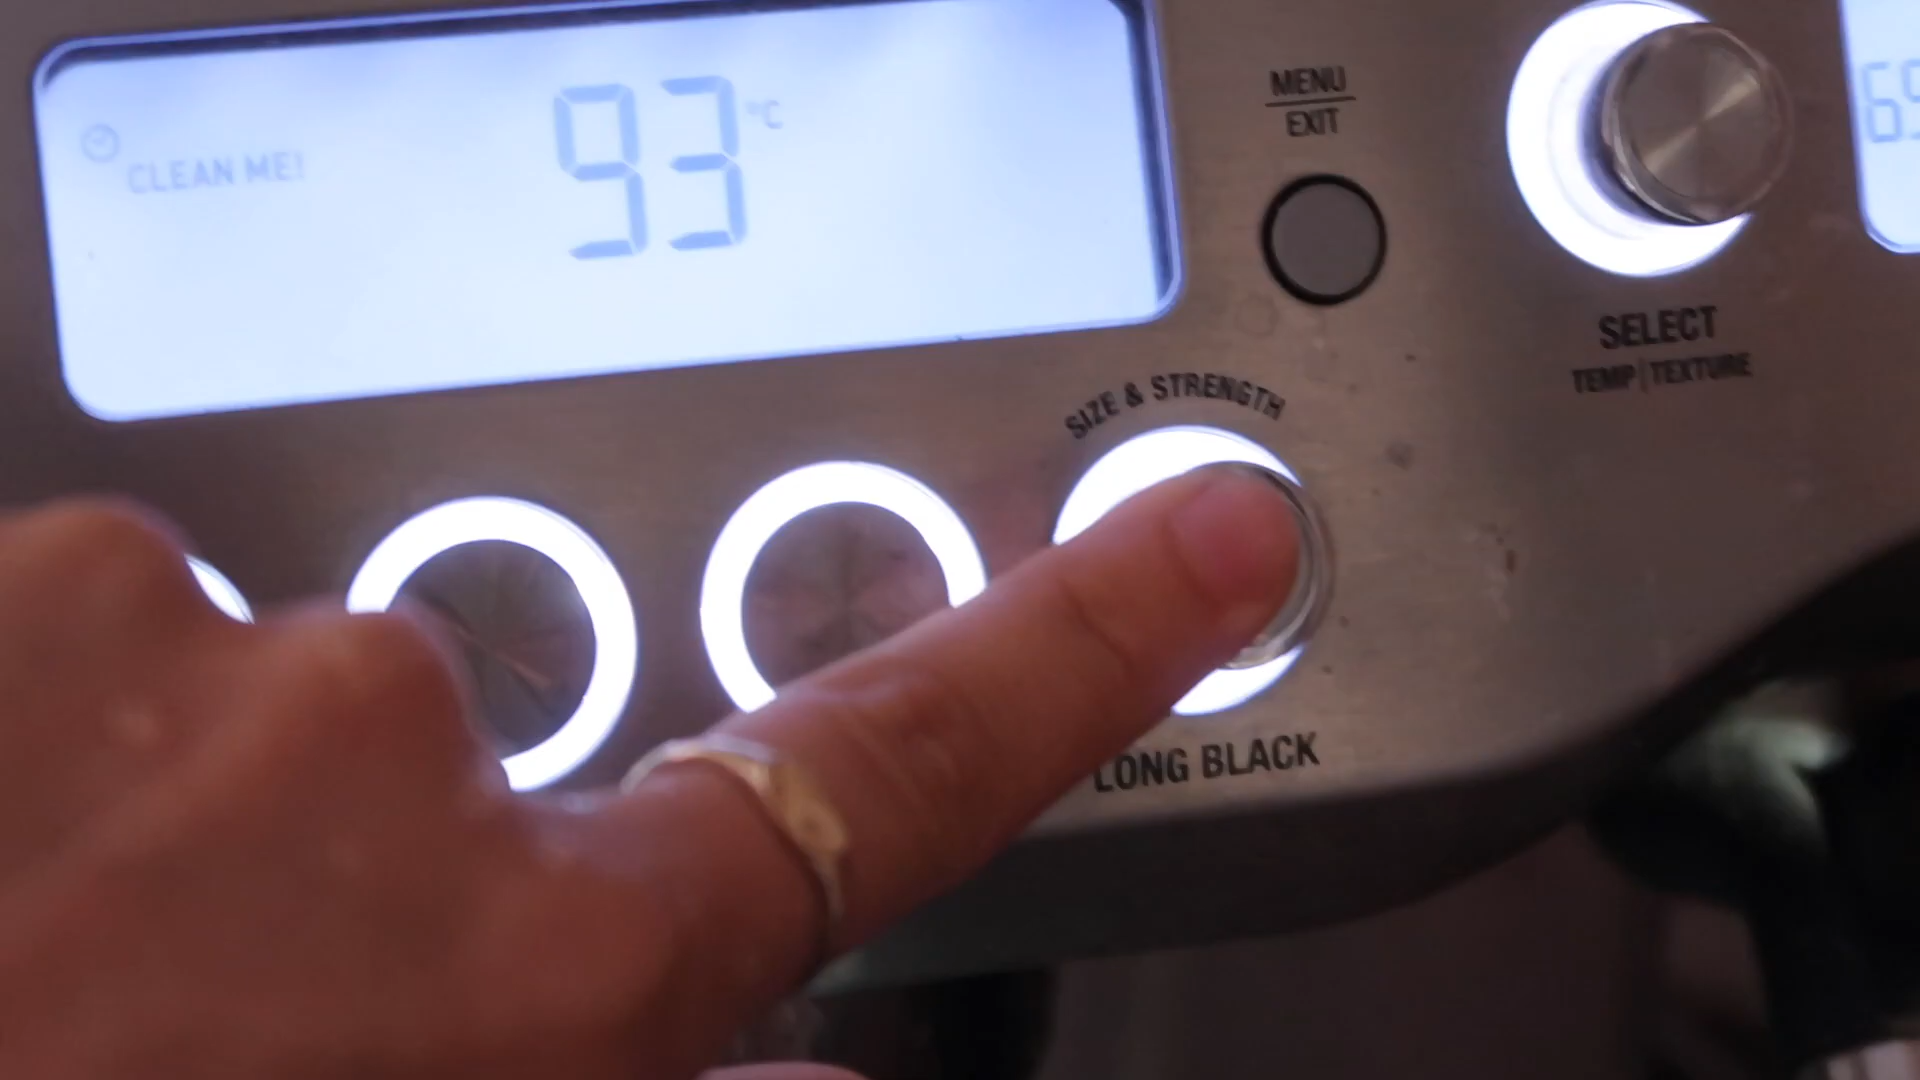 CLEAN ME!
93 °C
MENU
EXIT
SELECT
TEMP | TEXTURE
SIZE & STRENGTH
LONG BLACK